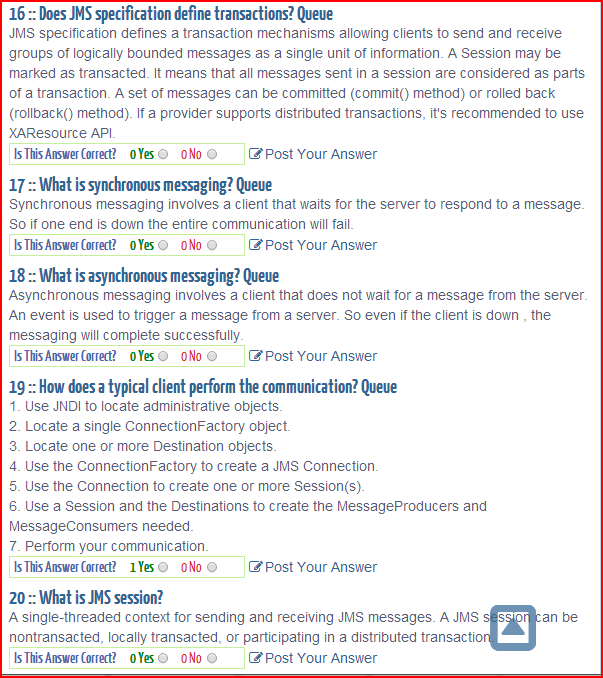 16 :: Does JMS specification define transactions? Queue
JMS specification defines a transaction mechanisms allowing clients to send and receive
groups of logically bounded messages as a single unit of information. A Session may be
marked as transacted. It means that all messages sent in a session are considered as parts
of a transaction. A set of messages can be committed (commit() method) or rolled back
(rollback() method). If a provider supports distributed transactions, it's recommended to use
XAResource API.
Is This Answer Correct? 0 Yes 0 No Post Your Answer
17 :: What is synchronous messaging? Queue
Synchronous messaging involves a client that waits for the server to respond to a message.
So if one end is down the entire communication will fail.
Is This Answer Correct? 0 Yes 0 No Post Your Answer
18 :: What is asynchronous messaging? Queue
Asynchronous messaging involves a client that does not wait for a message from the server.
An event is used to trigger a message from a server. So even if the client is down , the
messaging will complete successfully.
Is This Answer Correct? 0 Yes 0 No Post Your Answer
19 :: How does a typical client perform the communication? Queue
1. Use JNDI to locate administrative objects.
2. Locate a single ConnectionFactory object.
3. Locate one or more Destination objects.
4. Use the ConnectionFactory to create a JMS Connection.
5. Use the Connection to create one or more Session(s).
6. Use a Session and the Destinations to create the MessageProducers and
MessageConsumers needed.
7. Perform your communication.
Is This Answer Correct? 1 Yes 0 No Post Your Answer
20 :: What is JMS session?
A single-threaded context for sending and receiving JMS messages. A JMS session can be
nontransacted, locally transacted, or participating in a distributed transaction.
Is This Answer Correct? 0 Yes 0 No Post Your Answer